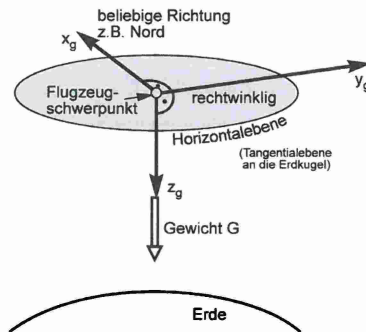 beliebige Richtung
z.B. Nord
x_g
y_g
Flugzeug-
schwerpunkt
rechtwinklig
Horizontalebene
(Tangentialebene
an die Erdkugel)
z_g
Gewicht G
Erde